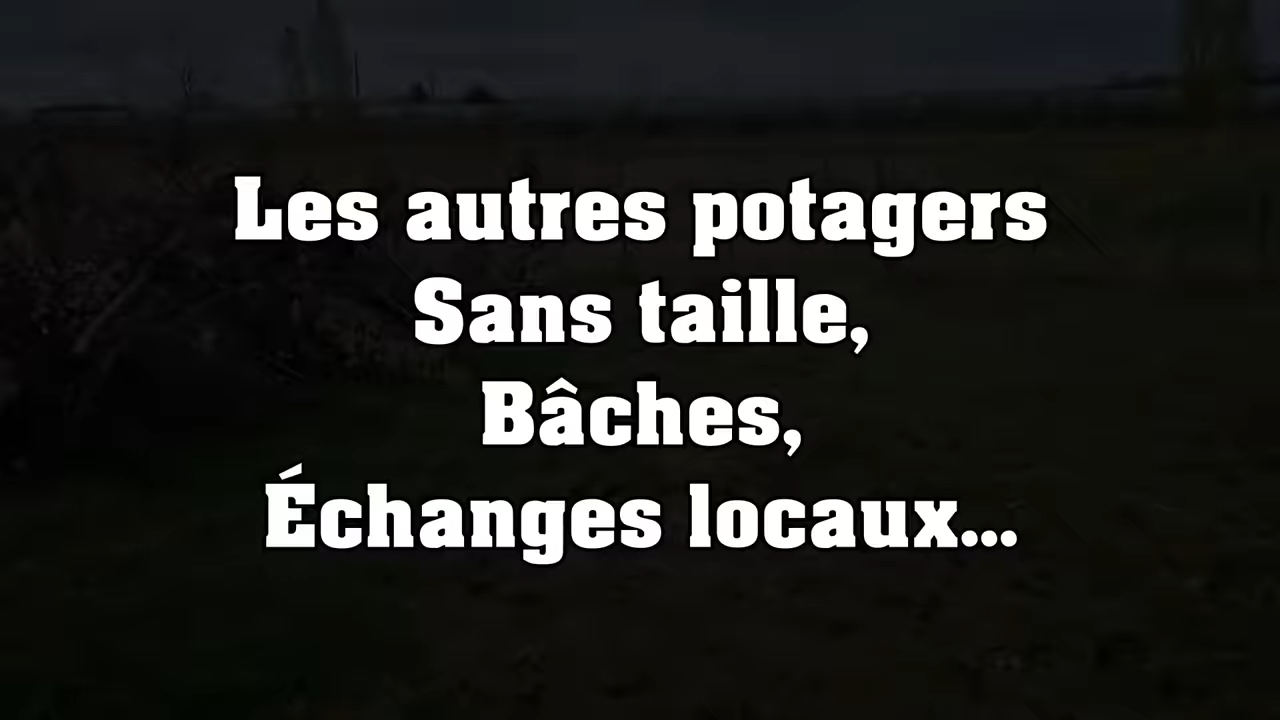 Les autres potagers
Sans taille,
Bâches,
Échanges locaux...